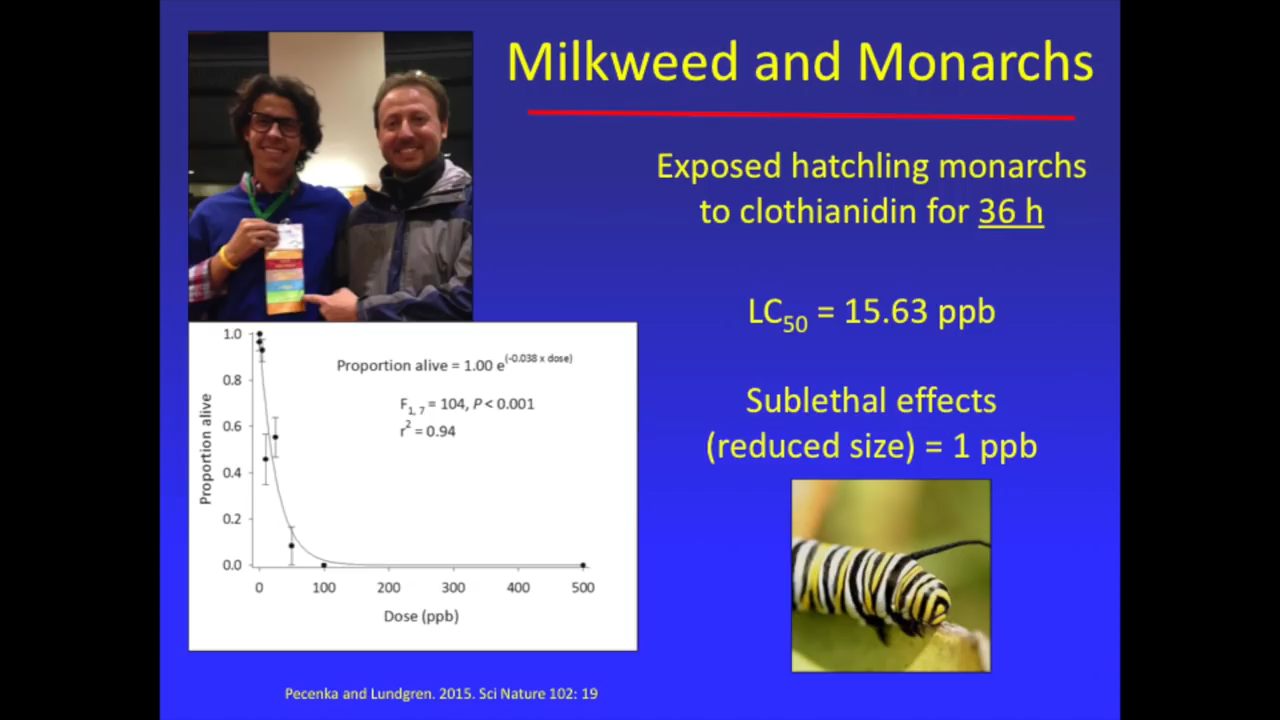 Milkweed and Monarchs
Exposed hatchling monarchs
to clothianidin for 36 h
LC50 = 15.63 ppb
Sublethal effects
(reduced size) = 1 ppb
Proportion alive = 1.00 e(-0.038 x dose)
F1, 7 = 104, P < 0.001
r2 = 0.94
Proportion alive
1.0
0.8
0.6
0.4
0.2
0.0
0 100 200 300 400 500
Dose (ppb)
Pecenka and Lundgren. 2015. Sci Nature 102: 19